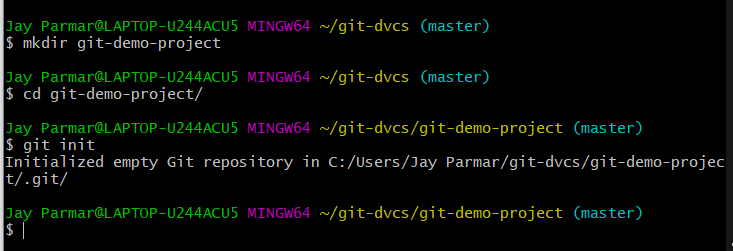 Jay Parmar@LAPTOP-U244ACU5 MINGW64 ~/git-dvcs (master)
$ mkdir git-demo-project
Jay Parmar@LAPTOP-U244ACU5 MINGW64 ~/git-dvcs (master)
$ cd git-demo-project/
Jay Parmar@LAPTOP-U244ACU5 MINGW64 ~/git-dvcs/git-demo-project (master)
$ git init
Initialized empty Git repository in C:/Users/Jay Parmar/git-dvcs/git-demo-projec
t/.git/
Jay Parmar@LAPTOP-U244ACU5 MINGW64 ~/git-dvcs/git-demo-project (master)
$